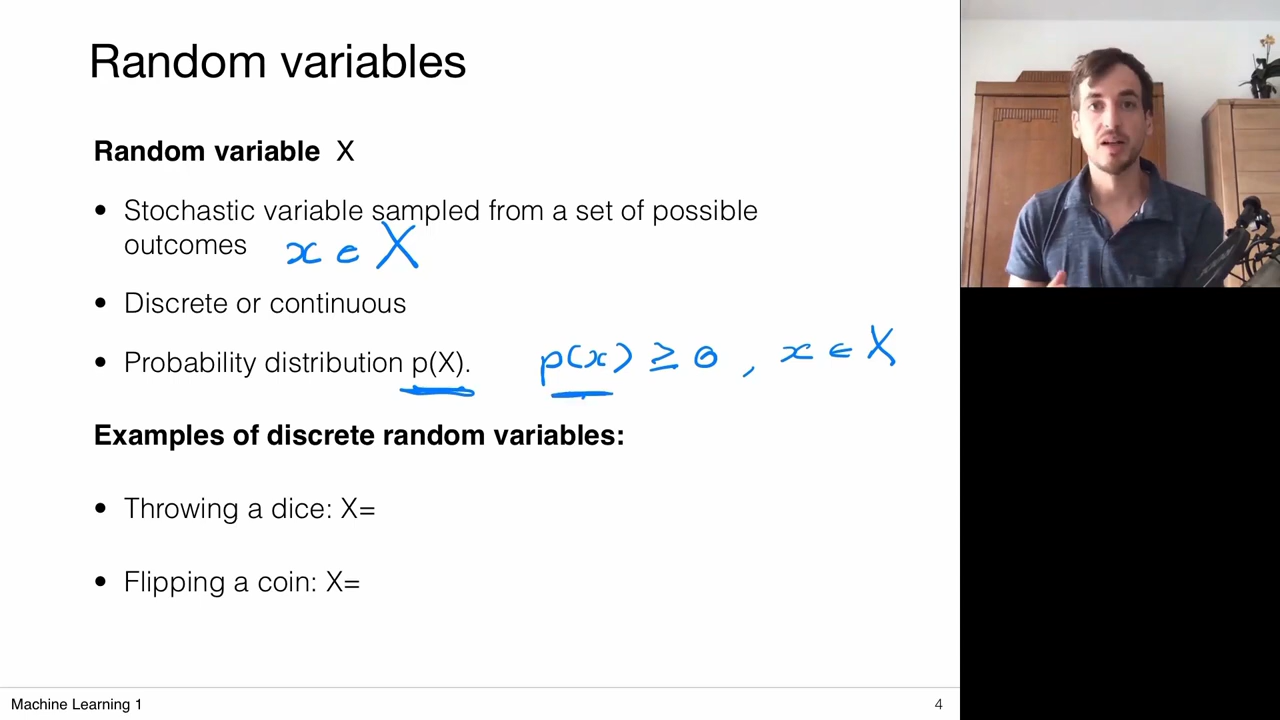 Random variables
Random variable X
• Stochastic variable sampled from a set of possible
outcomes x ∈ X
• Discrete or continuous
• Probability distribution p(X). p(x) ≥ 0 , x ∈ X
Examples of discrete random variables:
• Throwing a dice: X=
• Flipping a coin: X=
Machine Learning 1 4